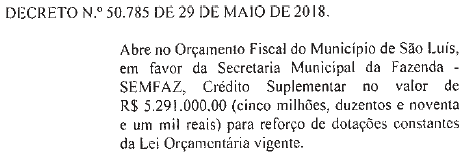 DECRETO N.º 50.785 DE 29 DE MAIO DE 2018.
Abre no Orçamento Fiscal do Município de São Luís,
em favor da Secretaria Municipal da Fazenda -
SEMFAZ, Crédito Suplementar no valor de
R$ 5.291.000.00 (cinco milhões, duzentos e noventa
e um mil reais) para reforço de dotações constantes
da Lei Orçamentária vigente.